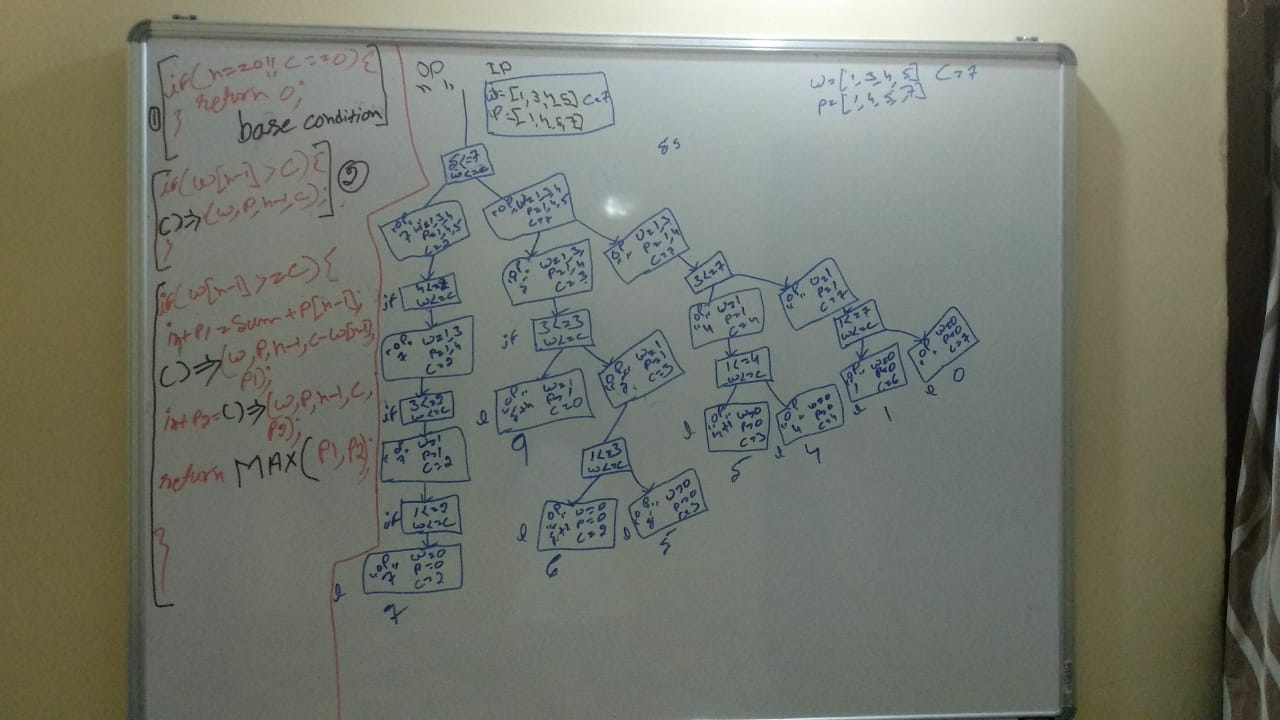 if(n==0||c==0){
return 0;
}
base condition
①
if(w[n-1]>c){
()⇒(w,p,n-1,c);
}
②
if(w[n-1]>=c){
int p1=sum+p[n-1];
()⇒(w,p,n-1,c-w[n-1],
p1);
int p2=()⇒(w,p,n-1,c,
p2);
return MAX(p1,p2);
}
OP
" "
IP
w=[1,3,4,5] c=7
p=[1,4,5,7]
w=[1,3,4,5] c=7
p=[1,4,5,7]
5<=7
w<=c
"OP" w=1,3,4
7 p=1,4,5
c=2
"OP" w=1,3,4
p=1,4,5
c=7
"OP" w=1,3
p=1,4
c=7
"OP" w=1,3
5 p=1,4
c=3
if 4<=7
w<=c
3<=7
"OP" w=1
p=1
c=7
"OP" w=1
4 p=1
c=4
if 3<=3
w<=c
1<=7
w<=c
"OP" w=1,3
7 p=1,4
c=2
"OP" w=1
5 p=1
c=3
1<=4
w<=c
"OP" w=0
p=0
c=7
0
"OP" w=0
1 p=0
c=6
1
if 3<=2
w<=c
"OP" w=1
5+4 p=1
c=0
9
"OP" w=0
4+1 p=0
c=3
5
"OP" w=0
4 p=0
c=4
4
w=1
7 p=1
c=2
1<=3
w<=c
if 1<=2
w<=c
"OP" w=0
5+1 p=0
c=2
6
"OP" w=0
5 p=0
c=3
5
"OP" w=0
7 p=0
c=2
7